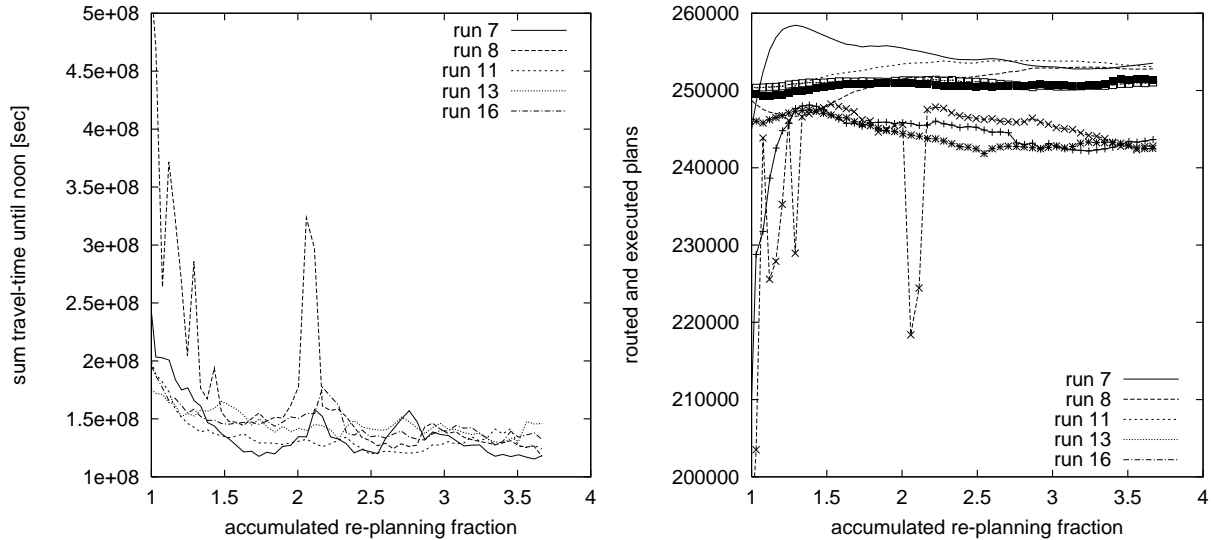 5e+08
4.5e+08
4e+08
3.5e+08
3e+08
2.5e+08
2e+08
1.5e+08
1e+08
1
1.5
2
2.5
3
3.5
4
sum travel-time until noon [sec]
accumulated re-planning fraction
run 7
run 8
run 11
run 13
run 16
260000
250000
240000
230000
220000
210000
200000
1
1.5
2
2.5
3
3.5
4
routed and executed plans
accumulated re-planning fraction
run 7
run 8
run 11
run 13
run 16